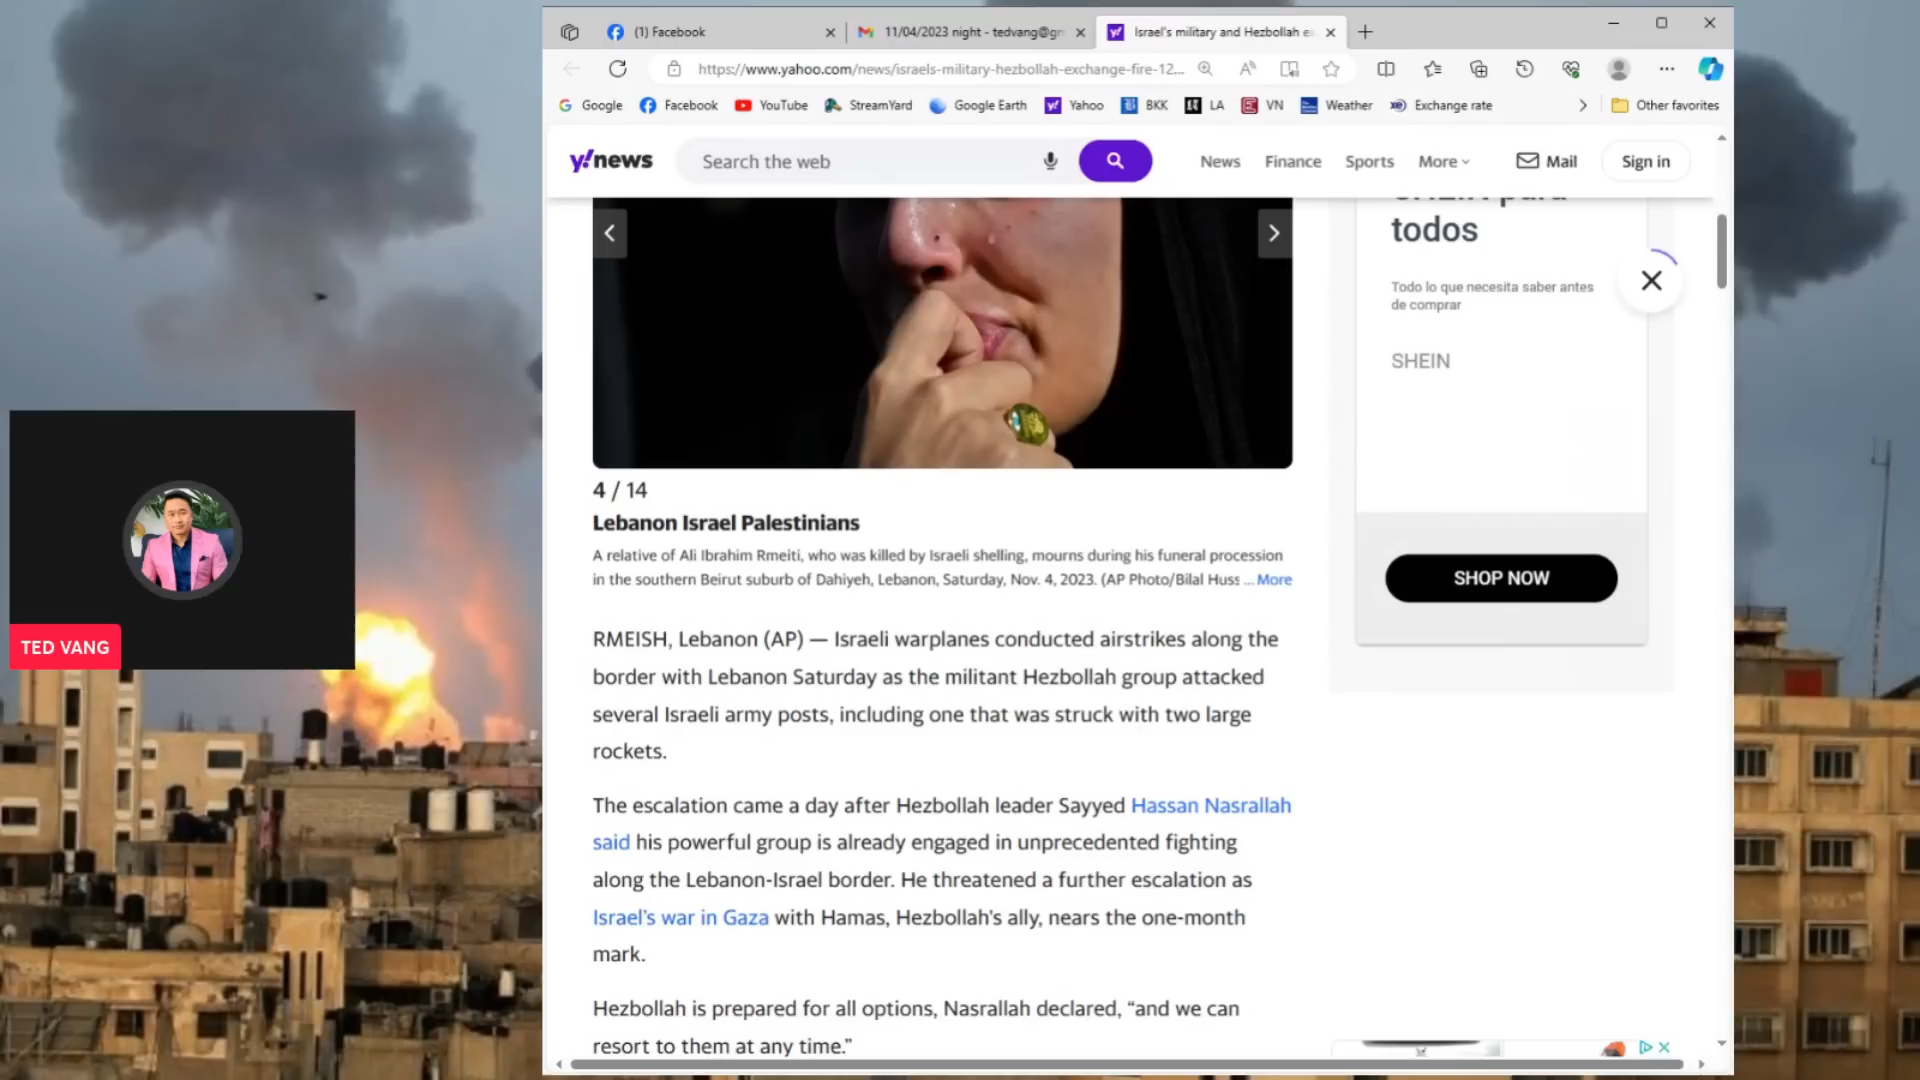 (1) Facebook
11/04/2023 night - tedvang@gm
Israel's military and Hezbollah ex
https://www.yahoo.com/news/israels-military-hezbollah-exchange-fire-12...
Google
Facebook
YouTube
StreamYard
Google Earth
Yahoo
BKK
LA
VN
Weather
Exchange rate
Other favorites
y!news
Search the web
News
Finance
Sports
More
Mail
Sign in
SHEIN para
todos
Todo lo que necesita saber antes
de comprar
SHEIN
SHOP NOW
4 / 14
Lebanon Israel Palestinians
A relative of Ali Ibrahim Rmeiti, who was killed by Israeli shelling, mourns during his funeral procession
in the southern Beirut suburb of Dahiyeh, Lebanon, Saturday, Nov. 4, 2023. (AP Photo/Bilal Huss ... More
RMEISH, Lebanon (AP) — Israeli warplanes conducted airstrikes along the
border with Lebanon Saturday as the militant Hezbollah group attacked
several Israeli army posts, including one that was struck with two large
rockets.
The escalation came a day after Hezbollah leader Sayyed Hassan Nasrallah
said his powerful group is already engaged in unprecedented fighting
along the Lebanon-Israel border. He threatened a further escalation as
Israel's war in Gaza with Hamas, Hezbollah's ally, nears the one-month
mark.
Hezbollah is prepared for all options, Nasrallah declared, “and we can
resort to them at any time.”
TED VANG